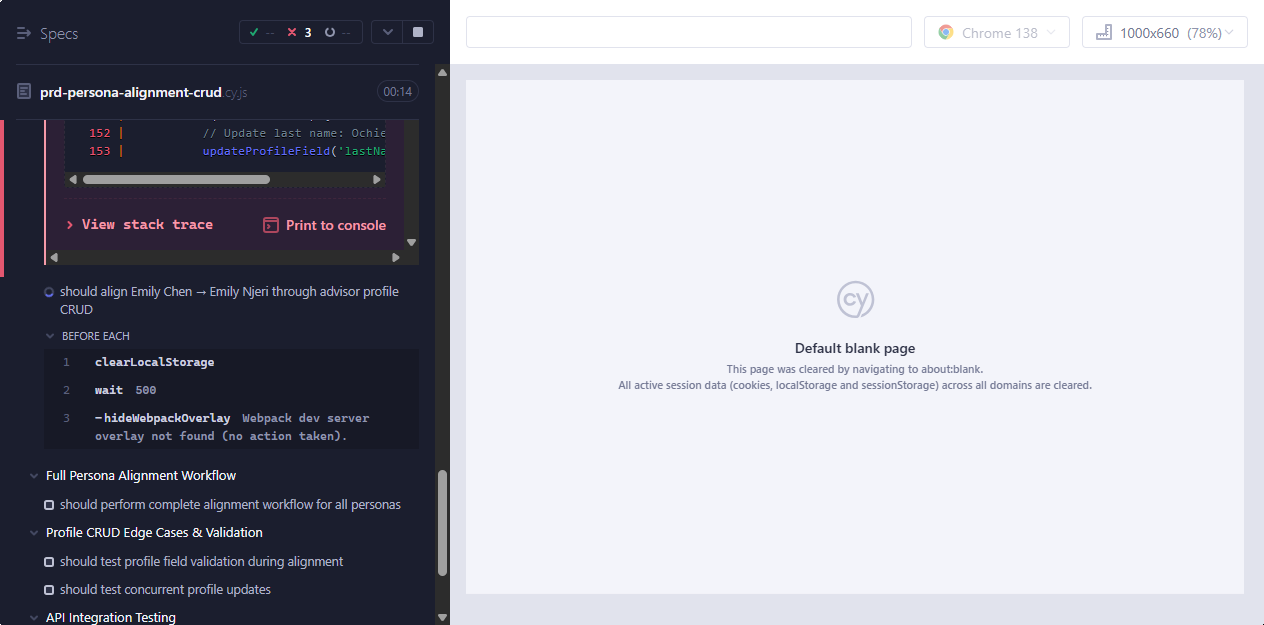 Specs
-- 3 --
Chrome 138
1000x660 (78%)
prd-persona-alignment-crud.cy.js
00:14
152 | // Update last name: Ochie
153 | updateProfileField('lastNa
View stack trace
Print to console
should align Emily Chen → Emily Njeri through advisor profile
CRUD
BEFORE EACH
1 clearLocalStorage
2 wait 500
3 -hideWebpackOverlay Webpack dev server
overlay not found (no action taken).
Full Persona Alignment Workflow
should perform complete alignment workflow for all personas
Profile CRUD Edge Cases & Validation
should test profile field validation during alignment
should test concurrent profile updates
API Integration Testing
cy
Default blank page
This page was cleared by navigating to about:blank.
All active session data (cookies, localStorage and sessionStorage) across all domains are cleared.